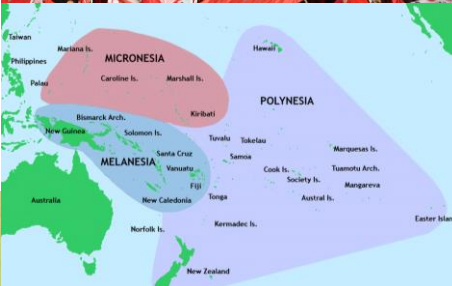 Taiwan
Mariana Is.
MICRONESIA
Hawaii
Philippines
Caroline Is.
Marshall Is.
Palau
POLYNESIA
Kiribati
Bismarck Arch.
New Guinea
Solomon Is.
Tuvalu
Tokelau
Santa Cruz
Samoa
Marquesas Is.
MELANESIA
Vanuatu
Cook Is.
Tuamotu Arch.
Society Is.
Fiji
Mangareva
Australia
New Caledonia
Tonga
Austral Is.
Easter Island
Norfolk Is.
Kermadec Is.
New Zealand